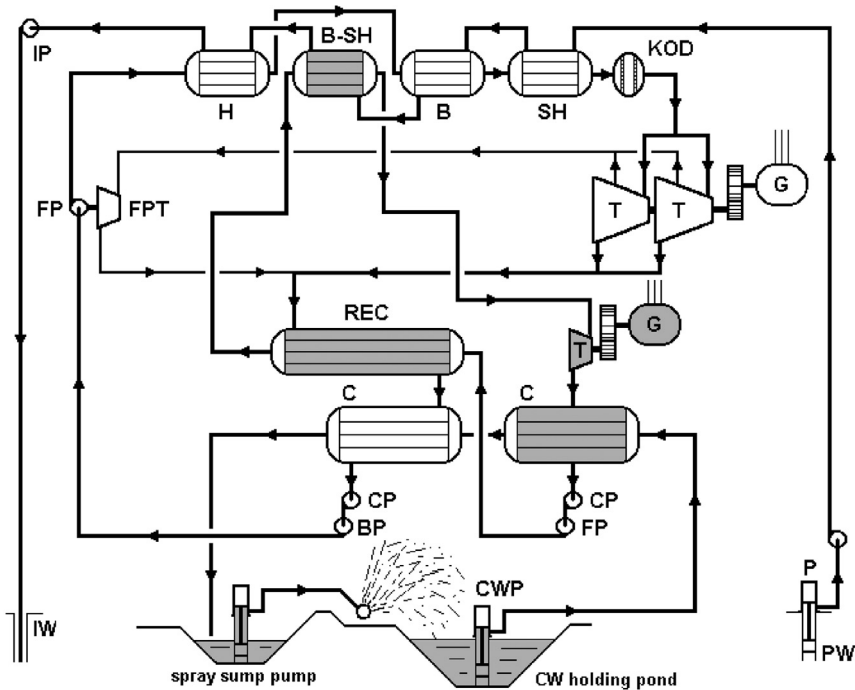 B-SH
KOD
IP
H
B
SH
G
FP
FPT
T
T
REC
G
T
C
C
CP
CP
BP
FP
CWP
P
IW
PW
spray sump pump
CW holding pond